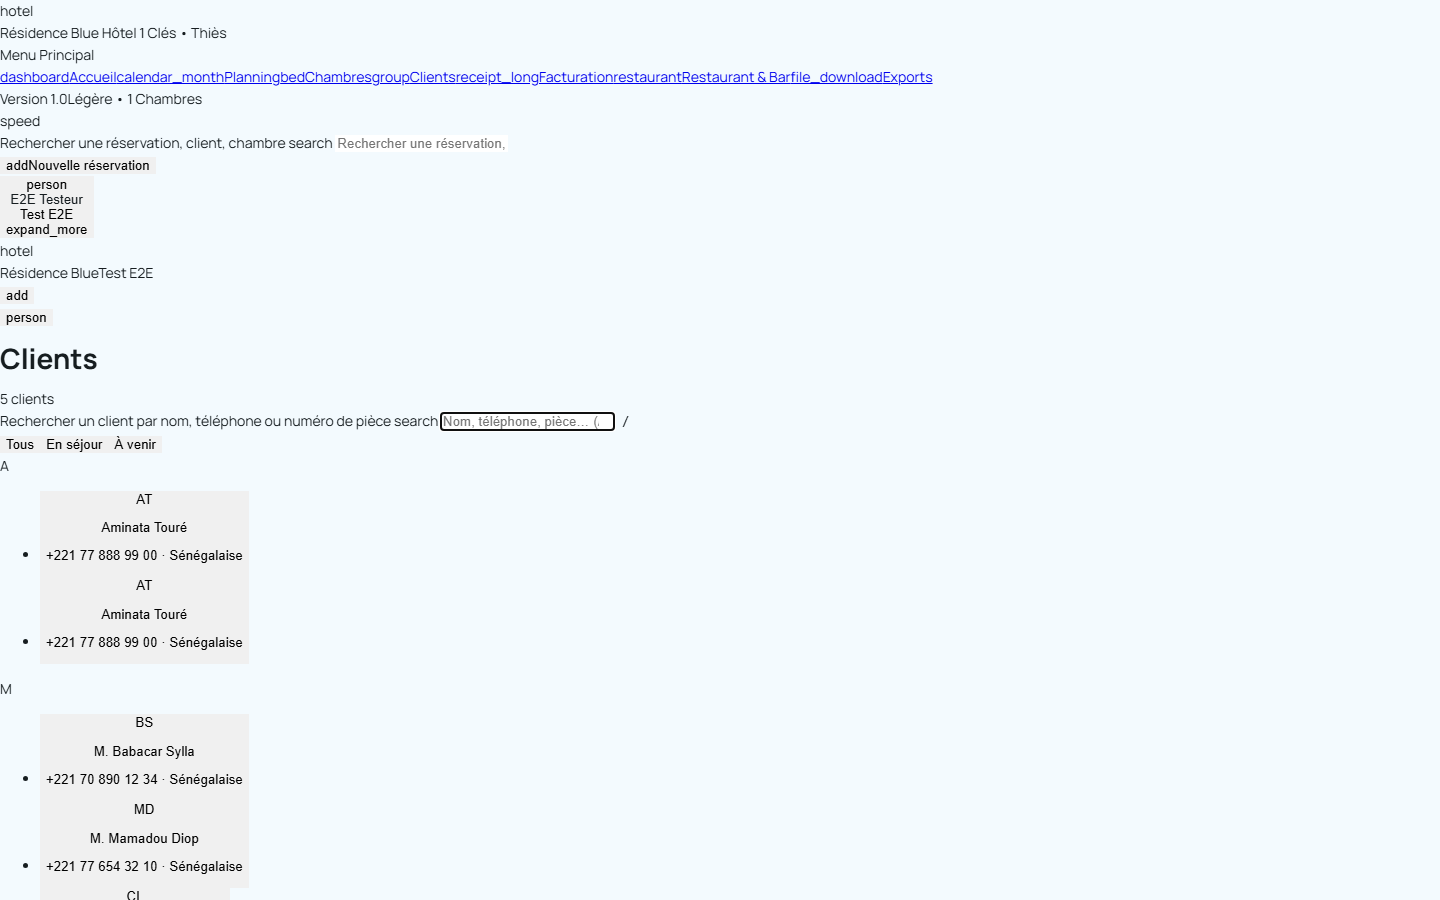 hotel
Résidence Blue Hôtel 1 Clés • Thiès
Menu Principal
dashboardAccueilcalendar_monthPlanningbedChambresgroupClientsreceipt_longFacturationrestaurantRestaurant & Barfile_downloadExports
Version 1.0Légère • 1 Chambres
speed
Rechercher une réservation, client, chambre search Rechercher une réservation,
addNouvelle réservation
person
E2E Testeur
Test E2E
expand_more
hotel
Résidence BlueTest E2E
add
person
Clients
5 clients
Rechercher un client par nom, téléphone ou numéro de pièce search Nom, téléphone, pièce... (/ /
Tous En séjour À venir
A
AT
Aminata Touré
+221 77 888 99 00 · Sénégalaise
AT
Aminata Touré
+221 77 888 99 00 · Sénégalaise
M
BS
M. Babacar Sylla
+221 70 890 12 34 · Sénégalaise
MD
M. Mamadou Diop
+221 77 654 32 10 · Sénégalaise